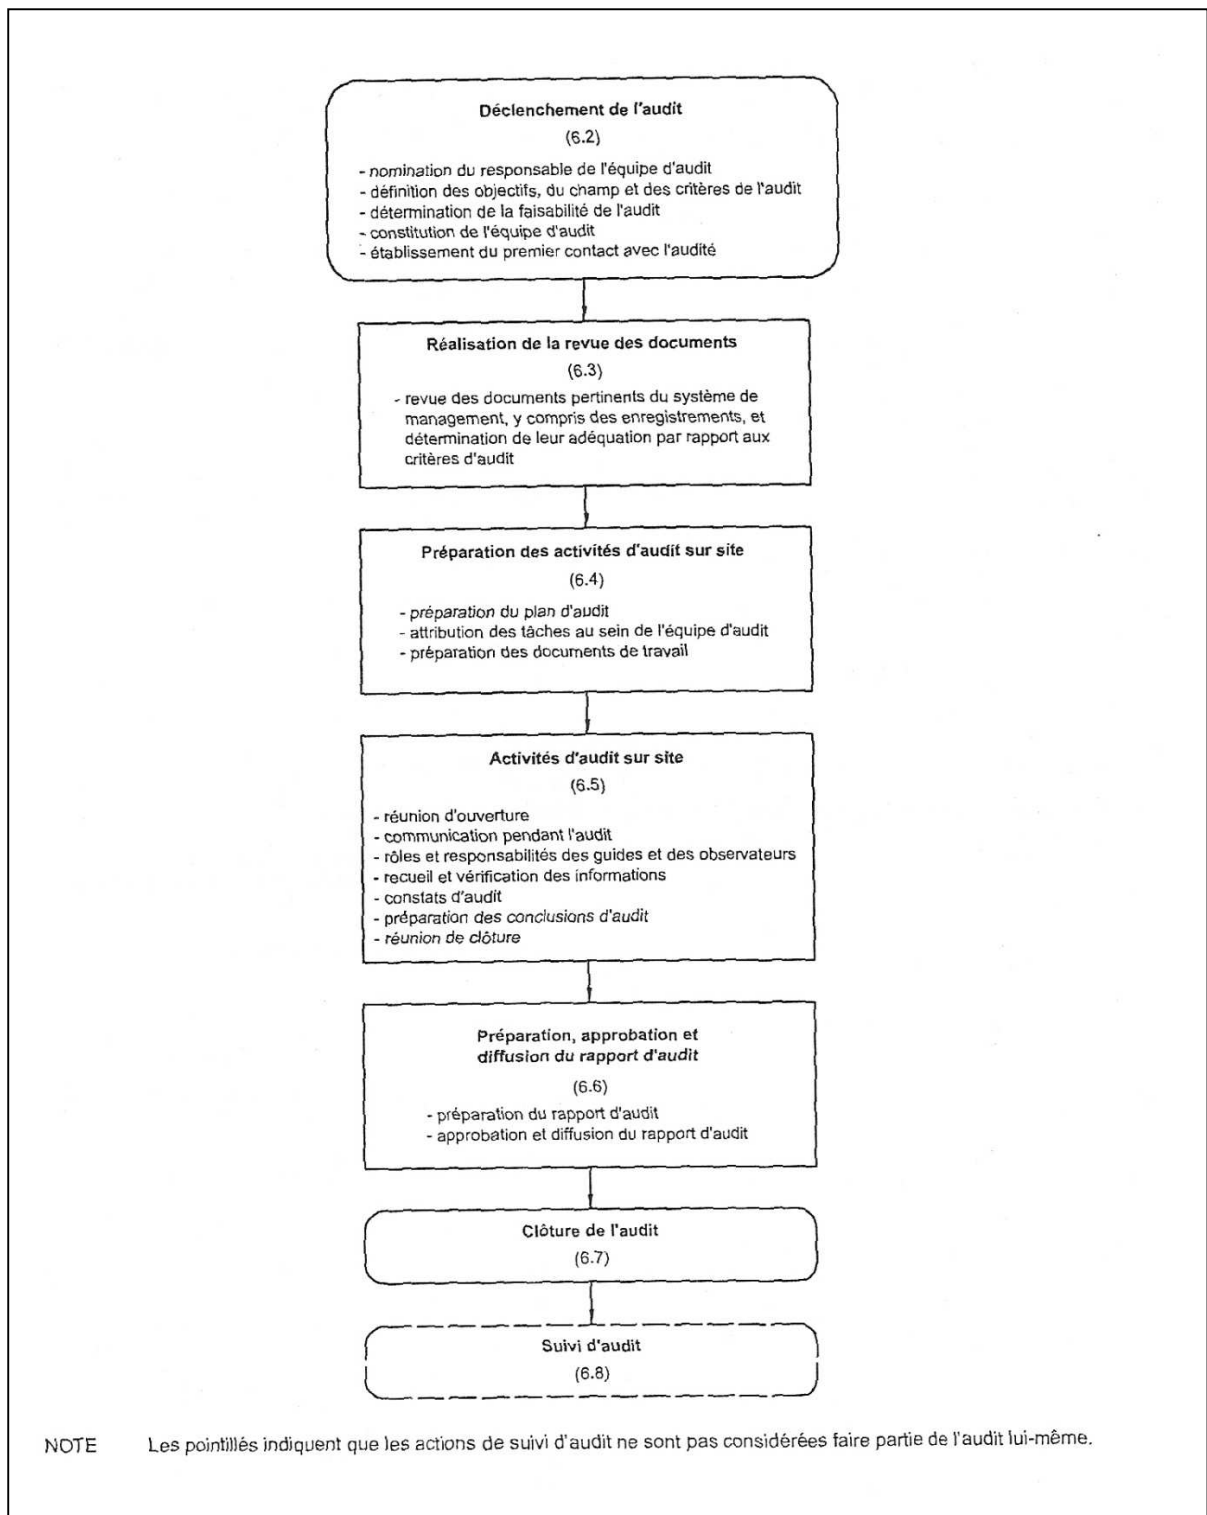 Déclenchement de l'audit
(6.2)
- nomination du responsable de l'équipe d'audit
- définition des objectifs, du champ et des critères de l'audit
- détermination de la faisabilité de l'audit
- constitution de l'équipe d'audit
- établissement du premier contact avec l'audité
Réalisation de la revue des documents
(6.3)
- revue des documents pertinents du système de
management, y compris des enregistrements, et
détermination de leur adéquation par rapport aux
critères d'audit
Préparation des activités d'audit sur site
(6.4)
- préparation du plan d'audit
- attribution des tâches au sein de l'équipe d'audit
- préparation des documents de travail
Activités d'audit sur site
(6.5)
- réunion d'ouverture
- communication pendant l'audit
- rôles et responsabilités des guides et des observateurs
- recueil et vérification des informations
- constats d'audit
- préparation des conclusions d'audit
- réunion de clôture
Préparation, approbation et
diffusion du rapport d'audit
(6.6)
- préparation du rapport d'audit
- approbation et diffusion du rapport d'audit
Clôture de l'audit
(6.7)
Suivi d'audit
(6.8)
NOTE Les pointillés indiquent que les actions de suivi d'audit ne sont pas considérées faire partie de l'audit lui-même.